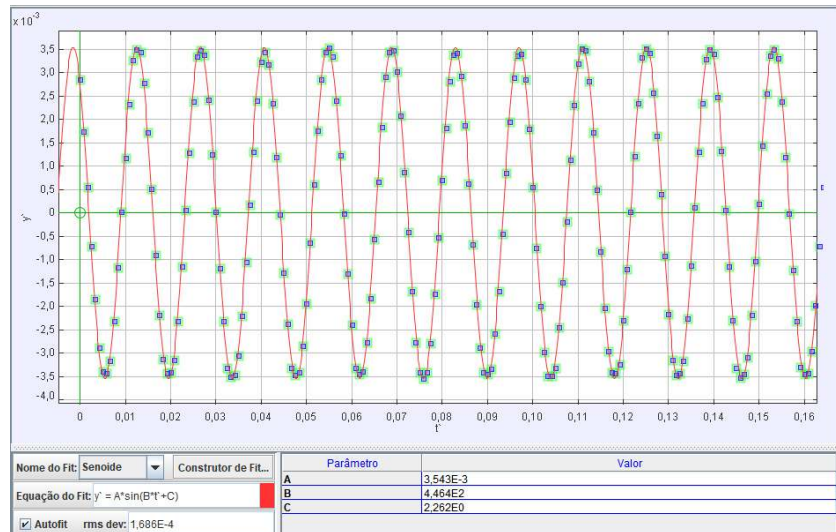 x 10⁻³
3,5
3,0
2,5
2,0
1,5
1,0
0,5
0
-0,5
-1,0
-1,5
-2,0
-2,5
-3,0
-3,5
-4,0
y`
0 0,01 0,02 0,03 0,04 0,05 0,06 0,07 0,08 0,09 0,10 0,11 0,12 0,13 0,14 0,15 0,16
t`
Nome do Fit: Senoide Construtor de Fit...
Equação do Fit: y` = A*sin(B*t`+C)
Autofit rms dev: 1,686E-4
Parâmetro Valor
A 3,543E-3
B 4,464E2
C 2,262E0